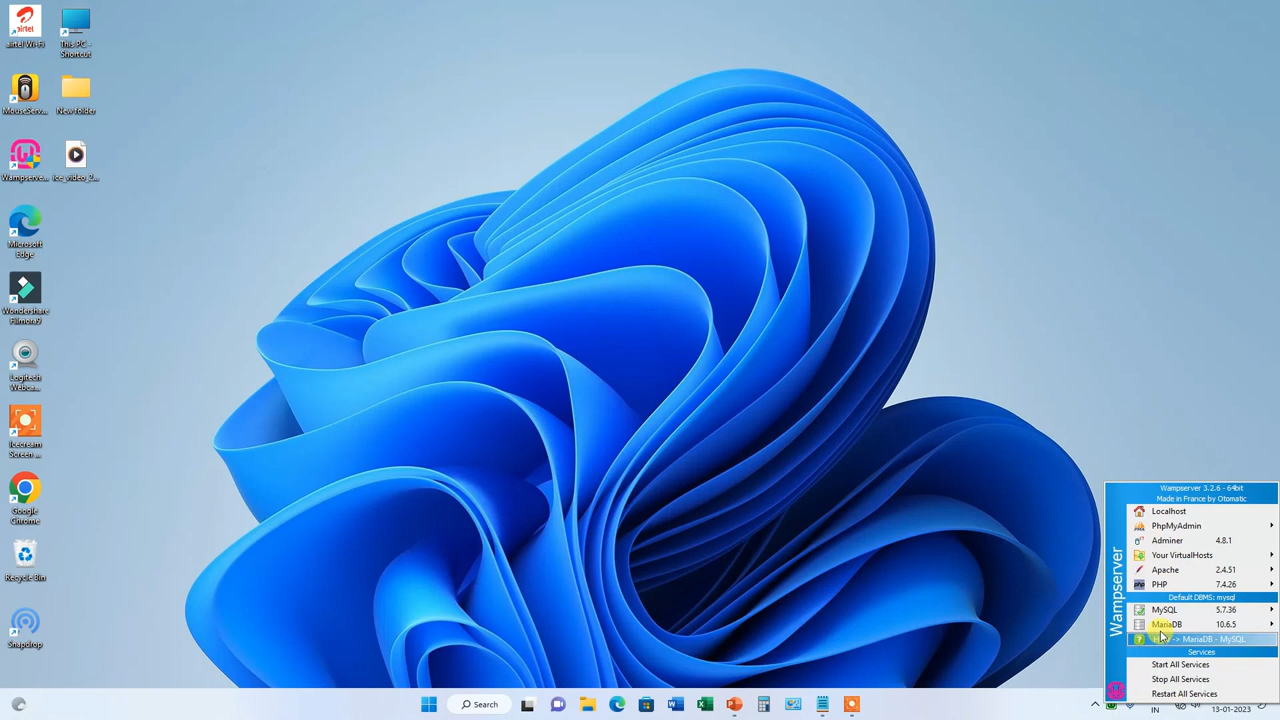 airtel
airtel Wi-Fi
This PC -
Shortcut
MouseServ...
New folder
Wampserve...
ice_video_2...
Microsoft
Edge
Wondershare
Filmora9
Logitech
Webca...
Icecream
Screen ...
Google
Chrome
Recycle Bin
Snapdrop
Wampserver 3.2.6 - 64bit
Made in France by Otomatic
Localhost
PhpMyAdmin
Adminer 4.8.1
Your VirtualHosts
Apache 2.4.51
PHP 7.4.26
Default DBMS: mysql
MySQL 5.7.36
MariaDB 10.6.5
-> MariaDB - MySQL
Services
Start All Services
Stop All Services
Restart All Services
Wampserver
Search
IN
13-01-2023